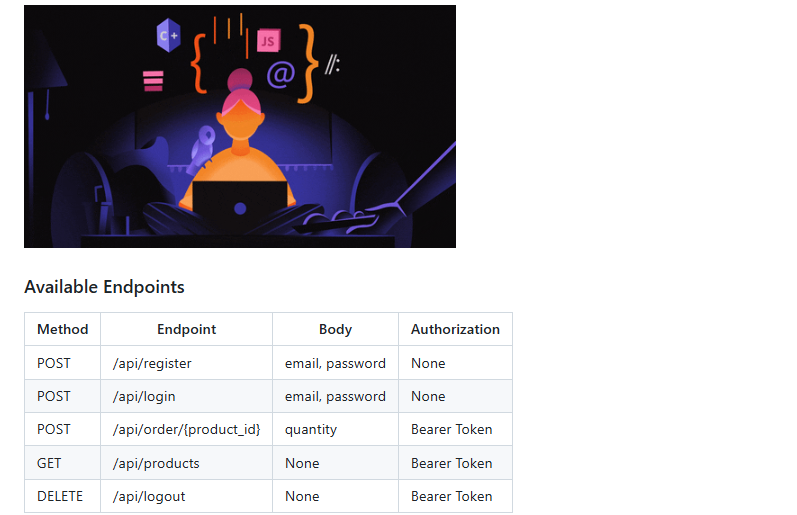 C+
JS
{ } @ //:
Available Endpoints
Method Endpoint Body Authorization
POST /api/register email, password None
POST /api/login email, password None
POST /api/order/{product_id} quantity Bearer Token
GET /api/products None Bearer Token
DELETE /api/logout None Bearer Token